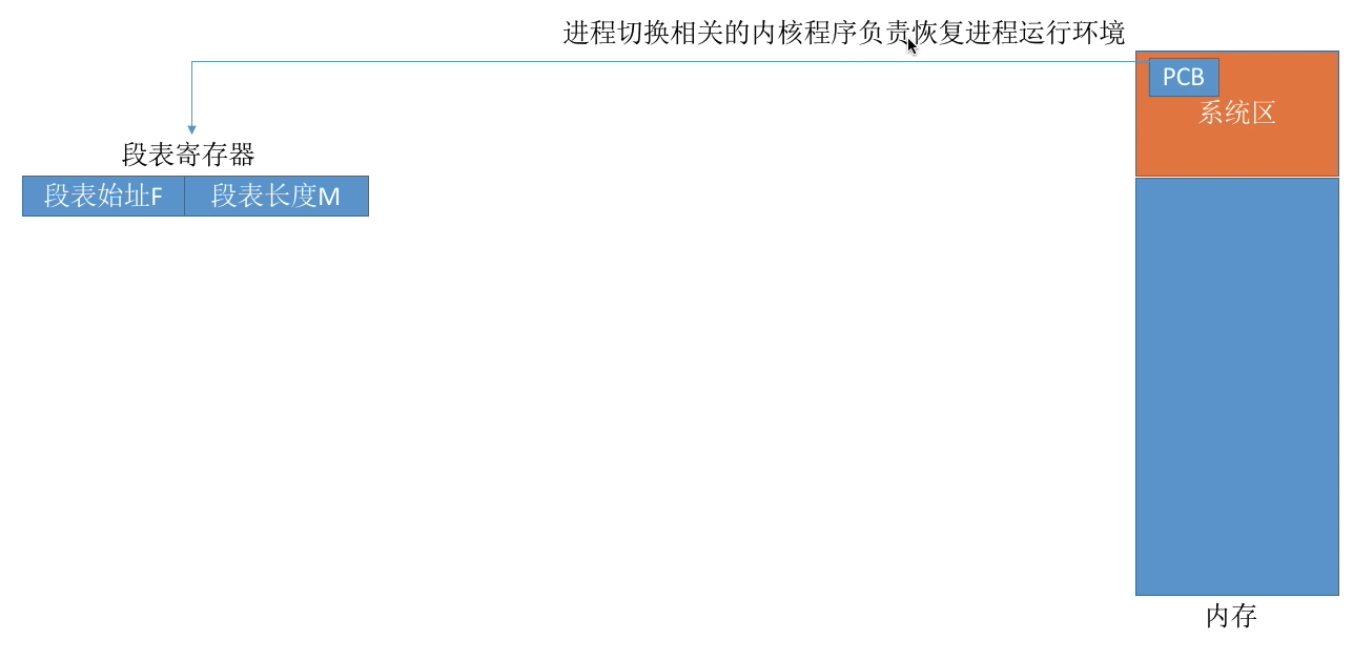 进程切换相关的内核程序负责恢复进程运行环境
PCB
系统区
段表寄存器
段表始址F
段表长度M
内存